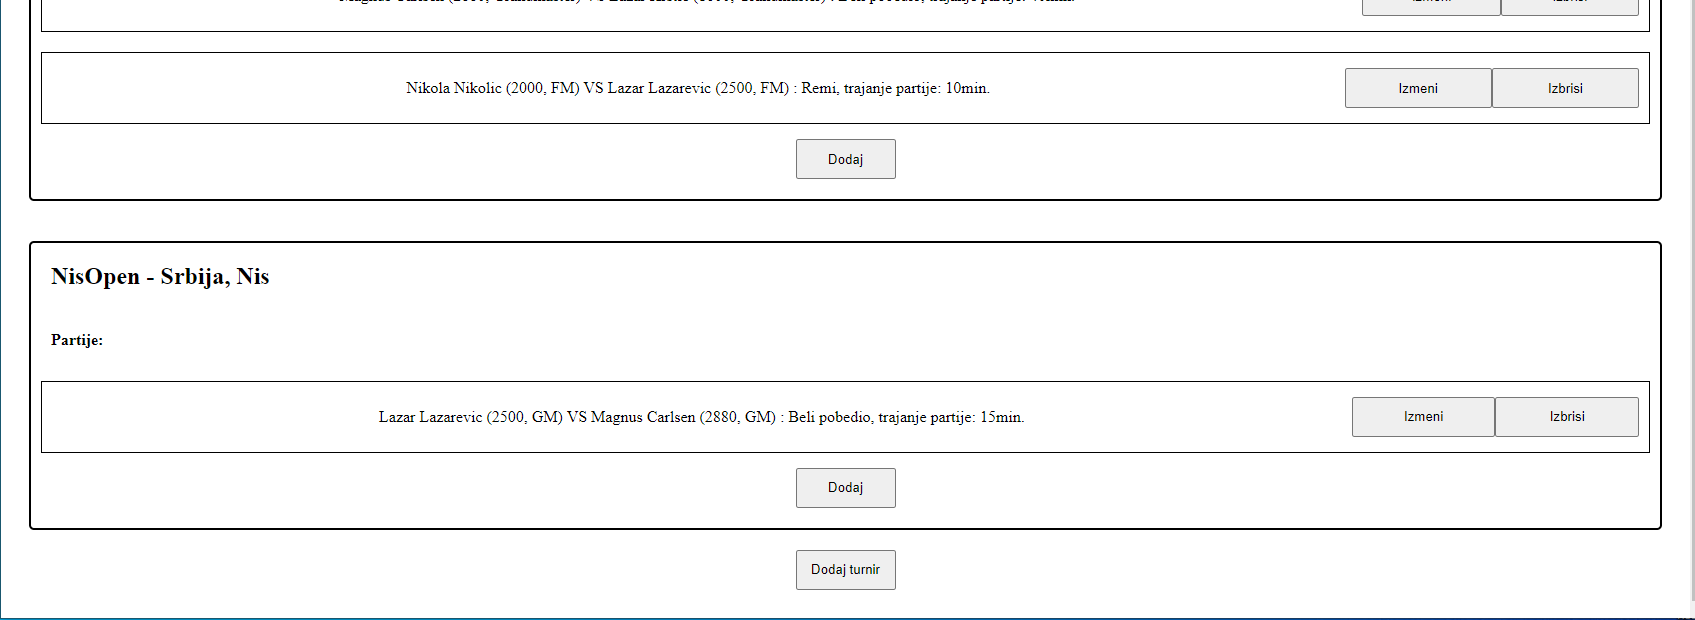 Nikola Nikolic (2000, FM) VS Lazar Lazarevic (2500, FM) : Remi, trajanje partije: 10min. Izmeni Izbrisi
Dodaj
NisOpen - Srbija, Nis
Partije:
Lazar Lazarevic (2500, GM) VS Magnus Carlsen (2880, GM) : Beli pobedio, trajanje partije: 15min. Izmeni Izbrisi
Dodaj
Dodaj turnir